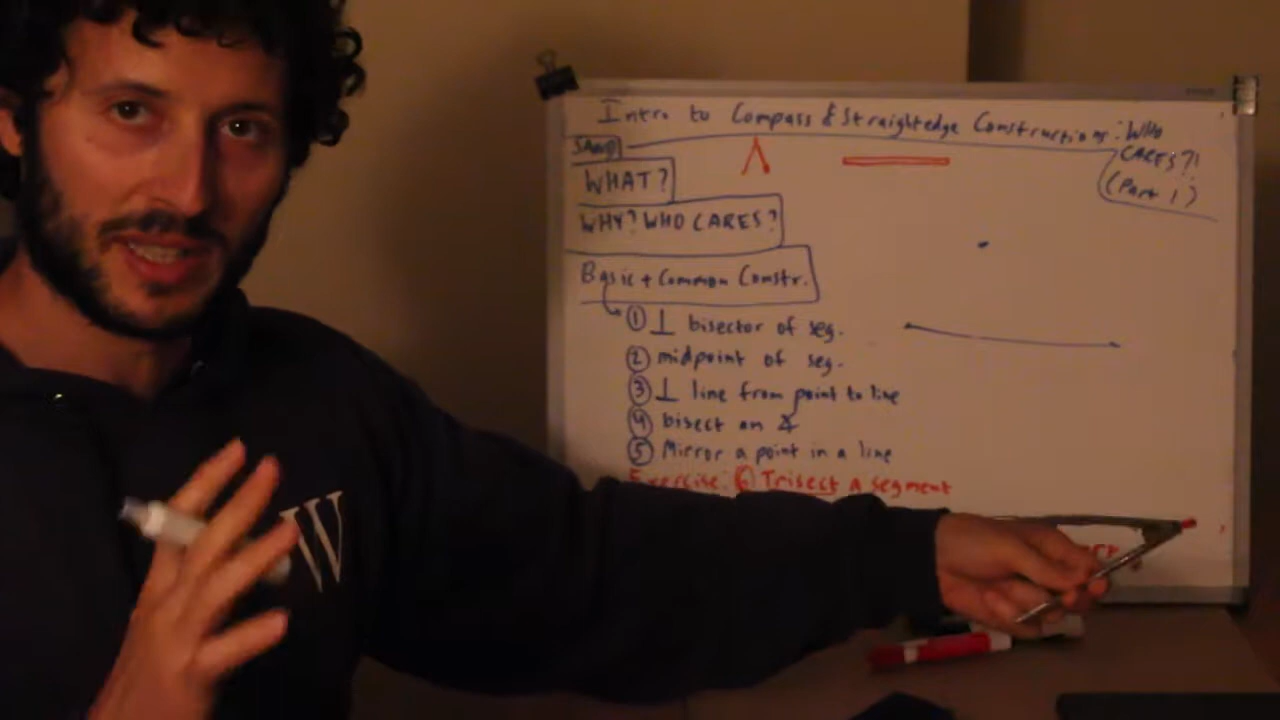 Intro to Compass & Straightedge Constructions: WHO
CARES?!
(Part 1)
WHAT?
WHY? WHO CARES?
Basic + Common Constr.
① ⊥ bisector of seg.
② midpoint of seg.
③ ⊥ line from point to line
④ bisect an ∡
⑤ Mirror a point in a line
Exercise: ⑥ Trisect a segment
W